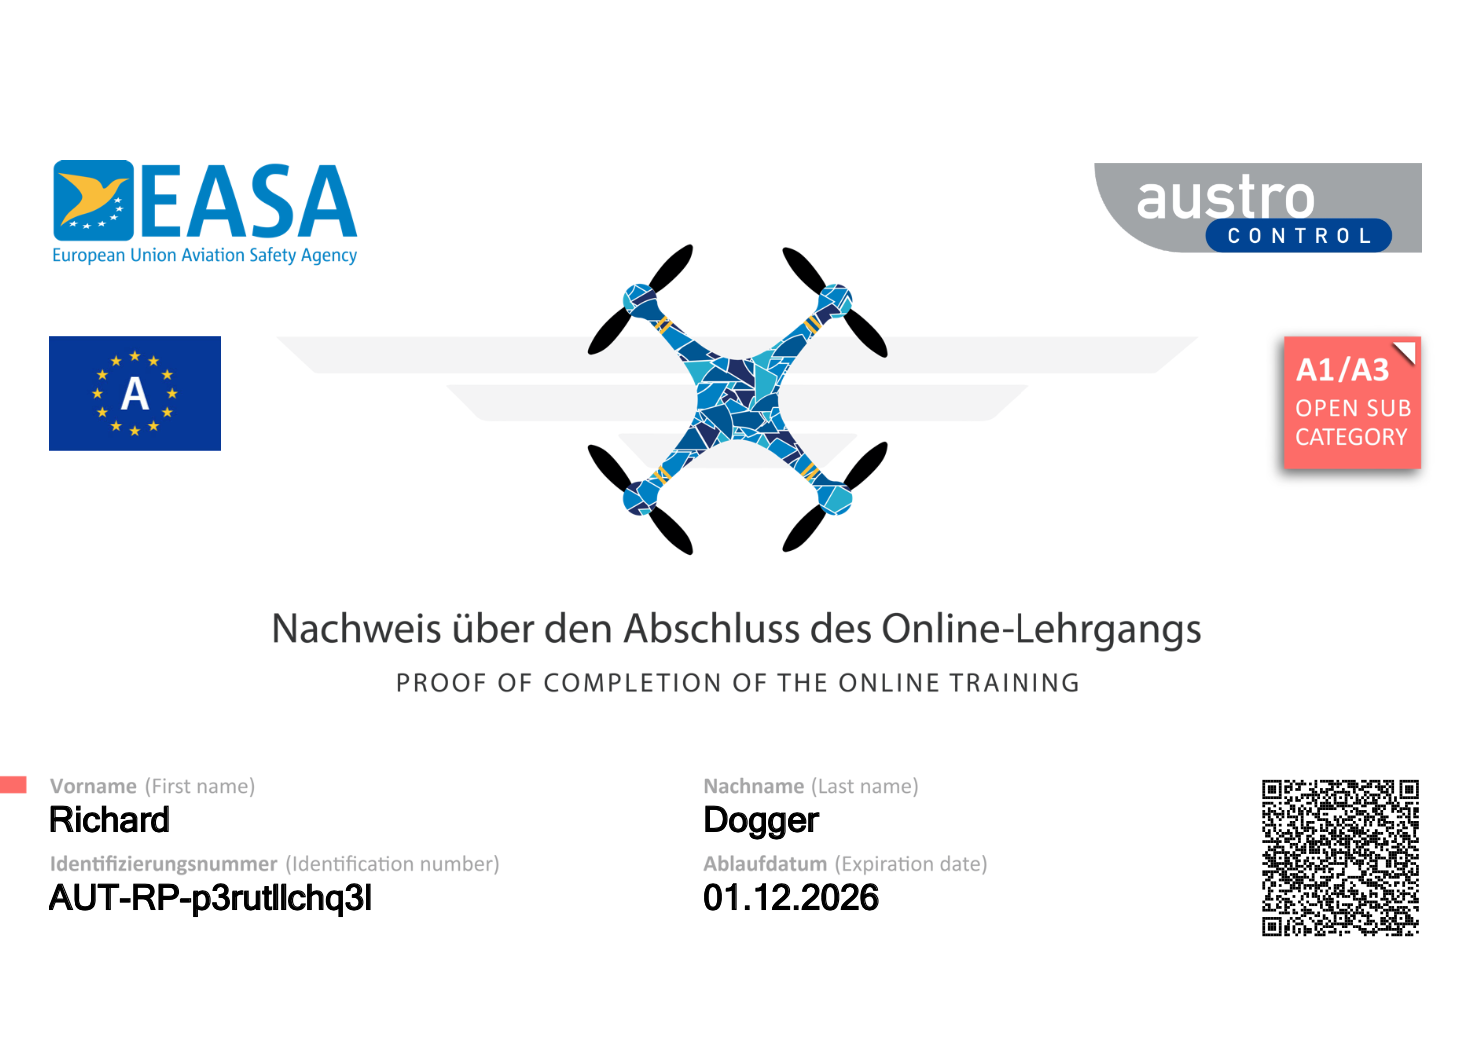 EASA
European Union Aviation Safety Agency
austro
CONTROL
A
A1/A3
OPEN SUB
CATEGORY
Nachweis über den Abschluss des Online-Lehrgangs
PROOF OF COMPLETION OF THE ONLINE TRAINING
Vorname (First name)
Richard
Nachname (Last name)
Dogger
Identifizierungsnummer (Identification number)
AUT-RP-p3rutllchq3l
Ablaufdatum (Expiration date)
01.12.2026